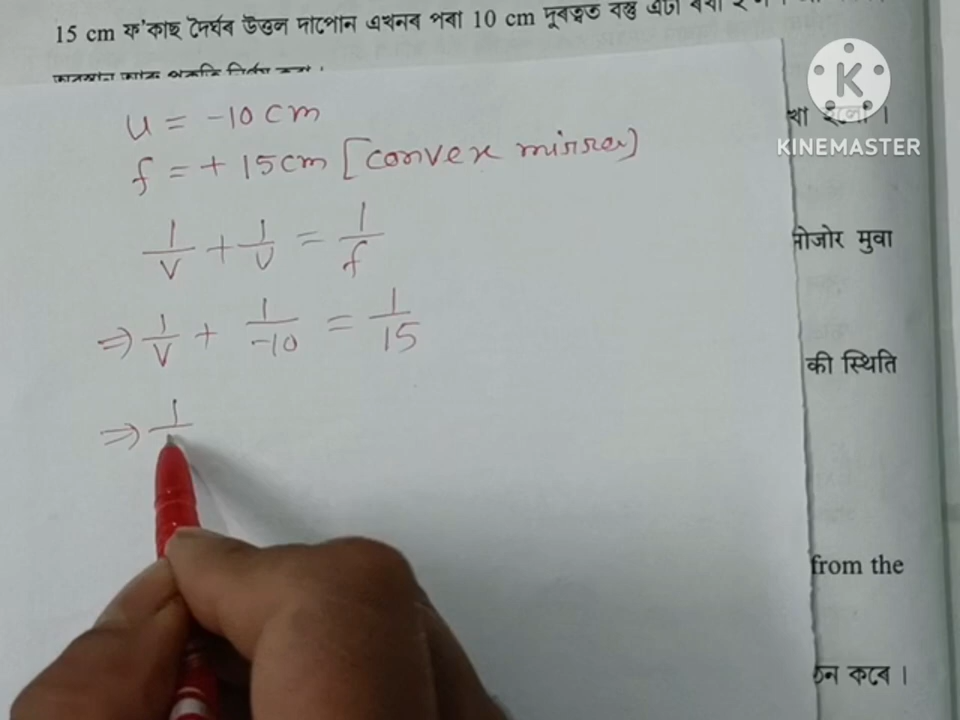 15 cm ফ'কাছ দৈৰ্ঘৰ উত্তল দাপোন এখনৰ পৰা 10 cm দূৰত্বত বস্তু এটা ৰখা
u = -10 cm
f = + 15 cm [convex mirror]
1/v + 1/u = 1/f
⇒ 1/v + 1/-10 = 1/15
⇒ 1
K
KINEMASTER
मुवा
की स्थिति
from the
কৰে।